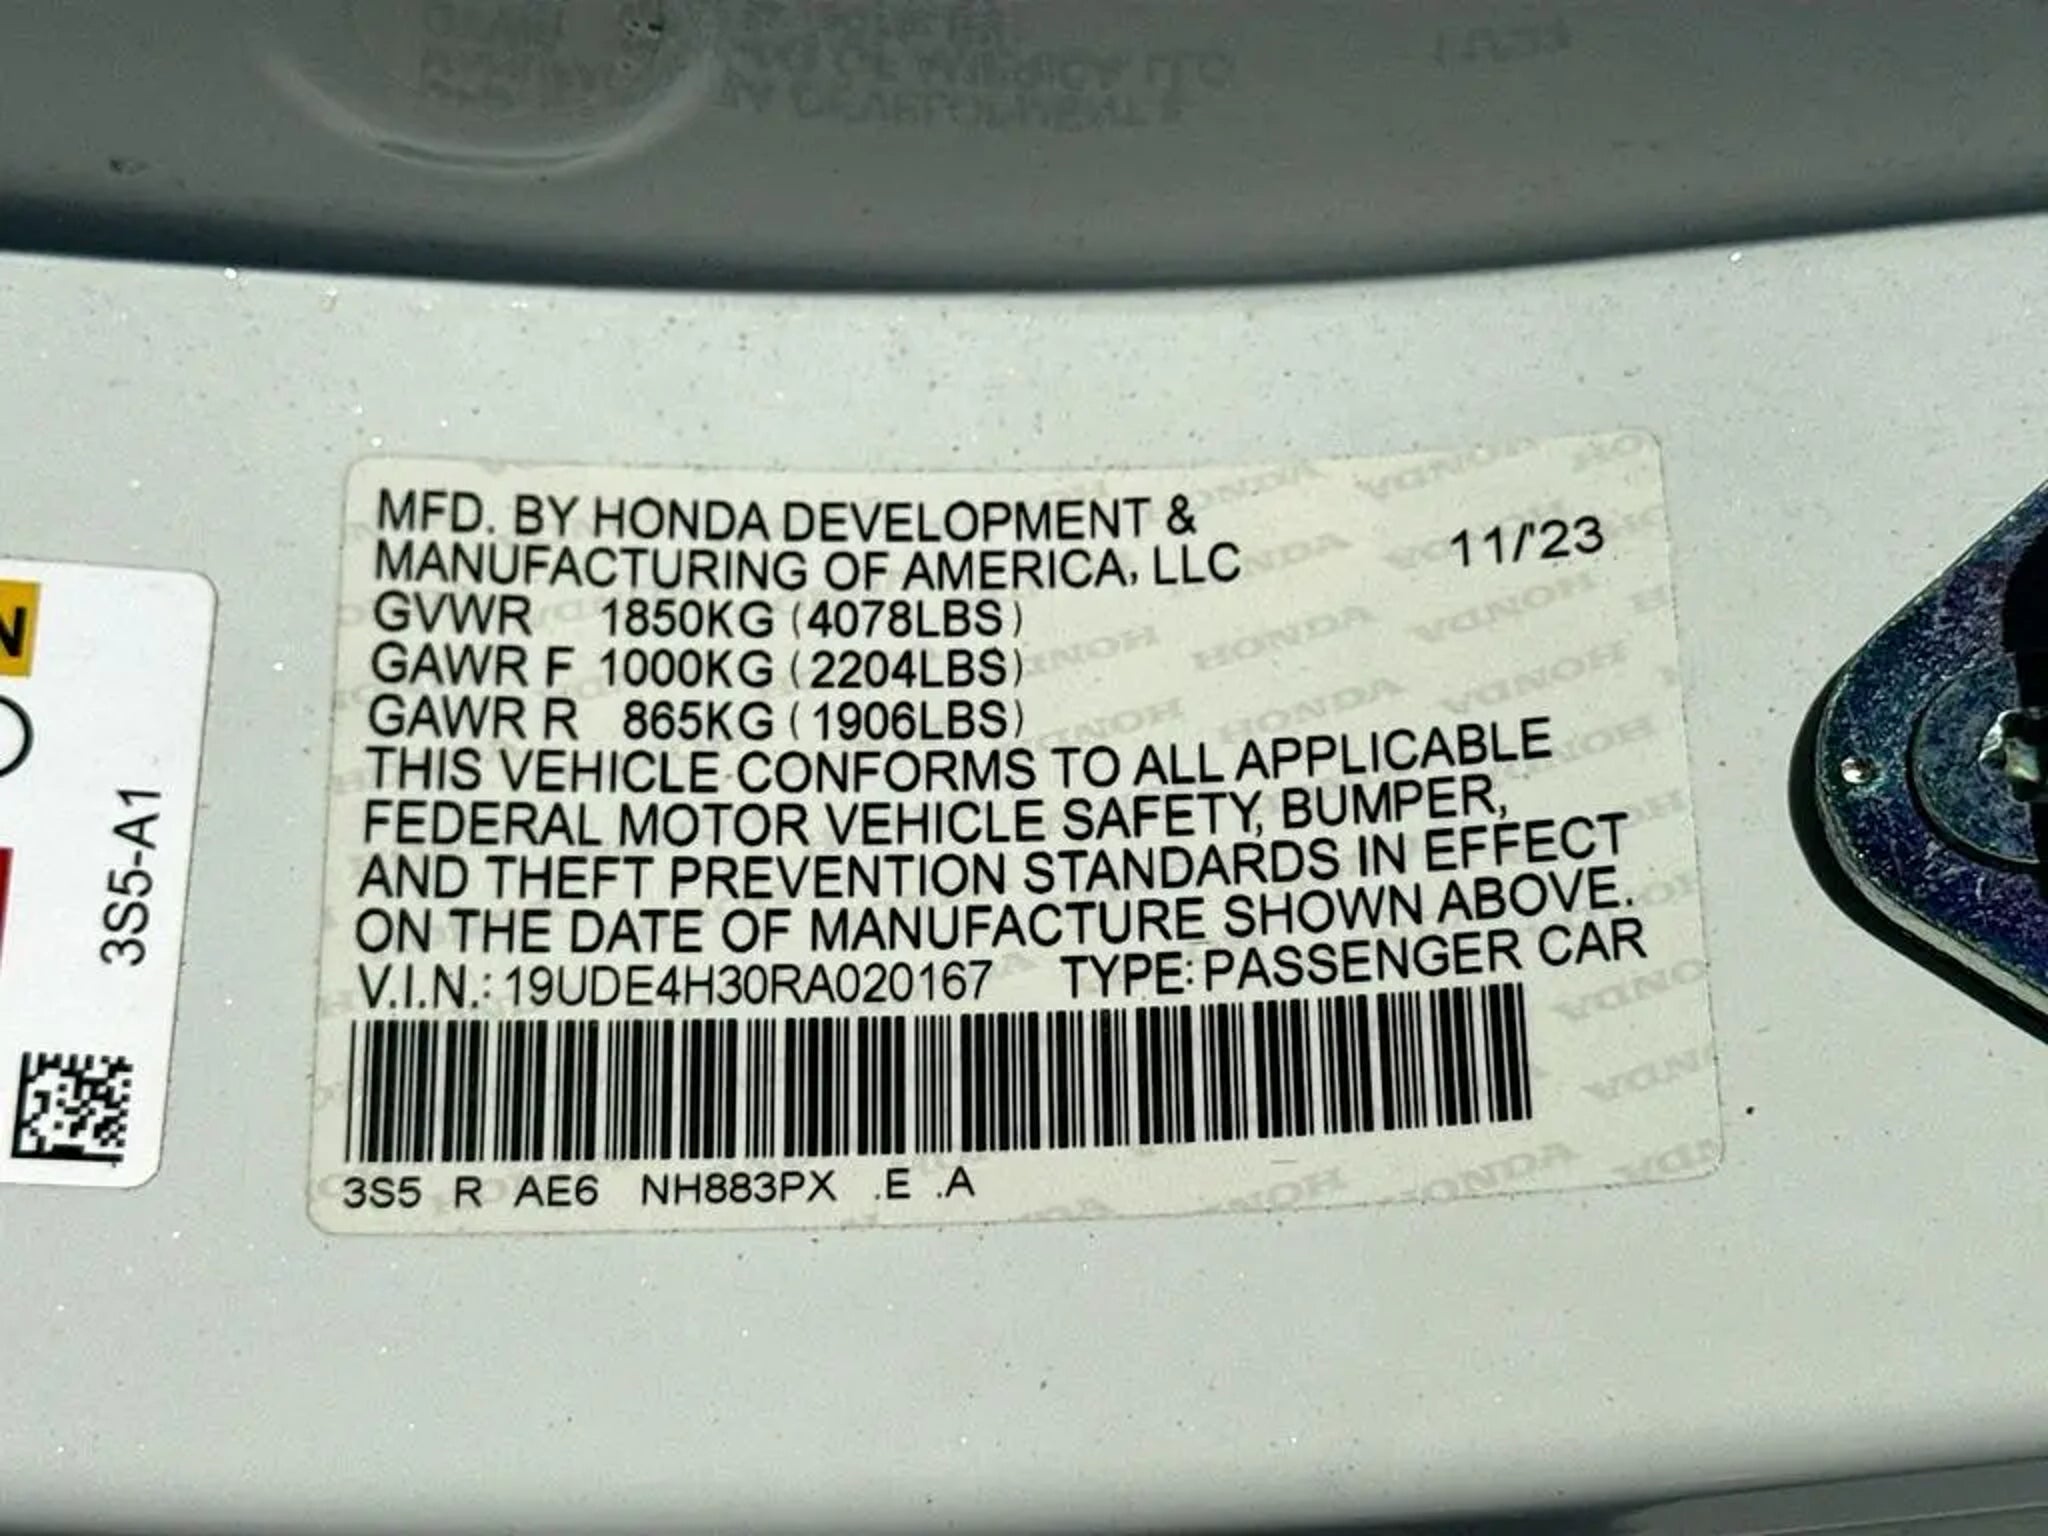 MFD. BY HONDA DEVELOPMENT &
MANUFACTURING OF AMERICA, LLC 11/'23
GVWR 1850KG (4078LBS)
GAWR F 1000KG (2204LBS)
GAWR R 865KG (1906LBS)
THIS VEHICLE CONFORMS TO ALL APPLICABLE
FEDERAL MOTOR VEHICLE SAFETY, BUMPER,
AND THEFT PREVENTION STANDARDS IN EFFECT
ON THE DATE OF MANUFACTURE SHOWN ABOVE.
V.I.N.: 19UDE4H30RA020167 TYPE: PASSENGER CAR
3S5 R AE6 NH883PX .E .A
3S5-A1
N